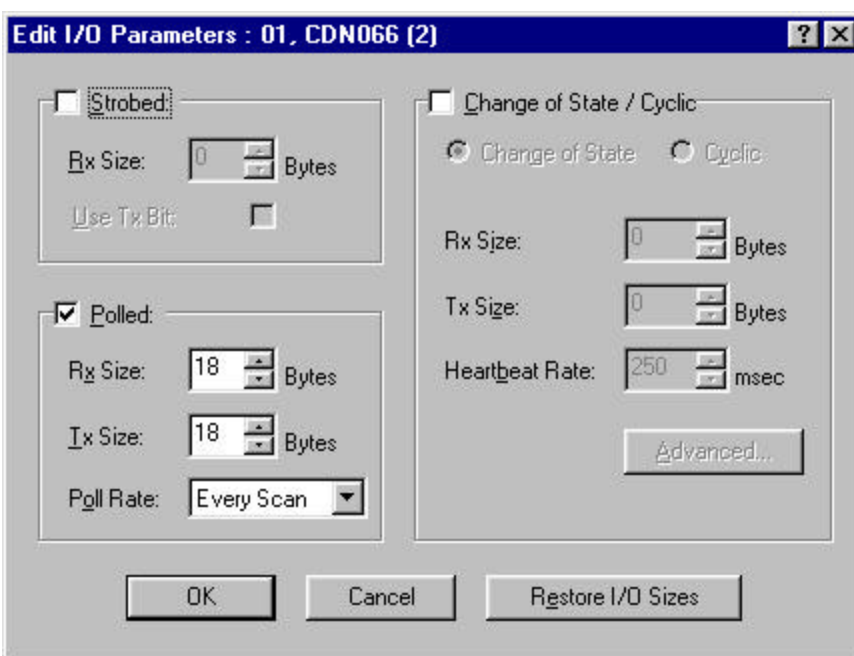 Edit I/O Parameters : 01, CDN066 (2)
Strobed:
Rx Size: 0 Bytes
Use Tx Bit:
Polled:
Rx Size: 18 Bytes
Tx Size: 18 Bytes
Poll Rate: Every Scan
Change of State / Cyclic
Change of State Cyclic
Rx Size: 0 Bytes
Tx Size: 0 Bytes
Heartbeat Rate: 250 msec
Advanced...
OK Cancel Restore I/O Sizes